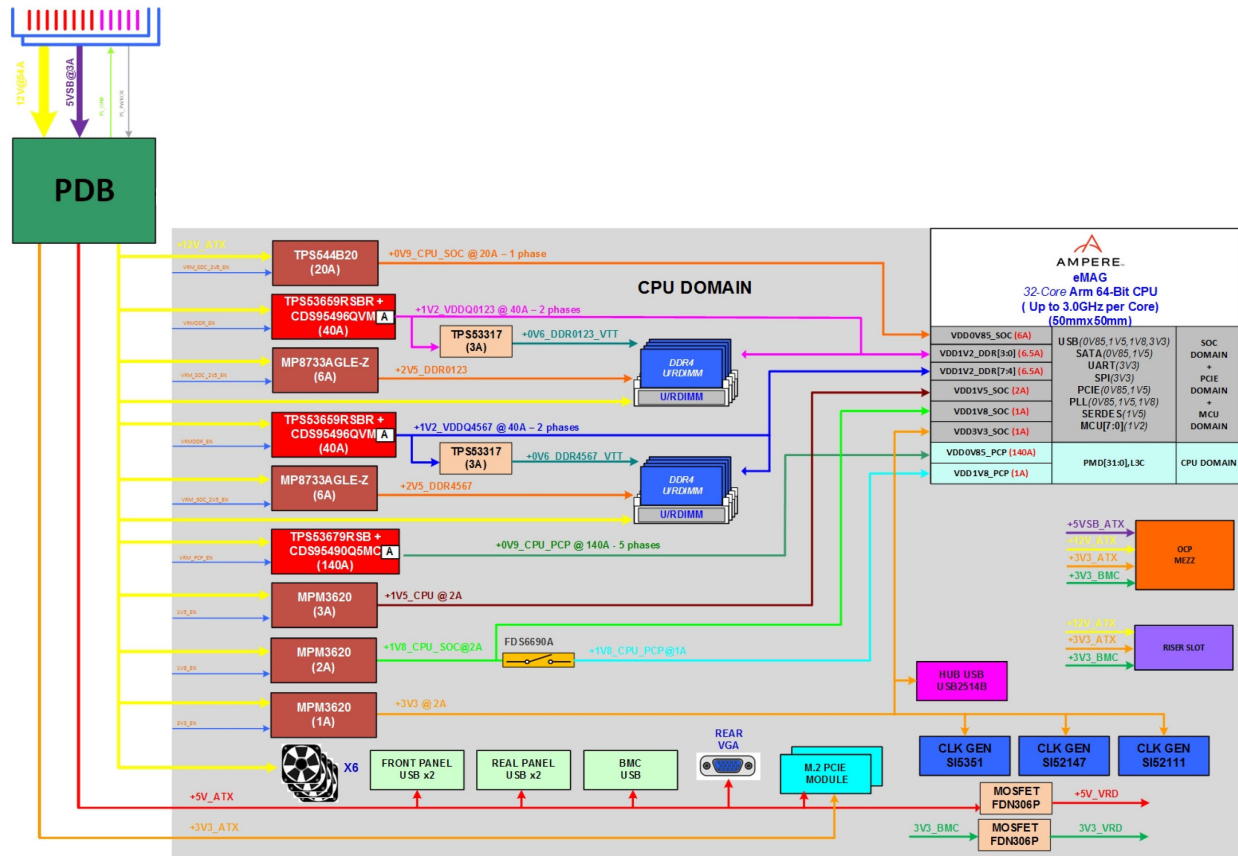 12V@54A
5VSB@3A
PDB
+12V_ATX
VRM_SOC_2V5_EN
TPS544B20
(20A)
+0V9_CPU_SOC @ 20A – 1 phase
CPU DOMAIN
AMPERE
eMAG
32-Core Arm 64-Bit CPU
( Up to 3.0GHz per Core)
(50mmx50mm)
TPS53659RSBR +
CDS95496QVM
A
(40A)
VRMDDR_EN
+1V2_VDDQ0123 @ 40A – 2 phases
TPS53317
(3A)
+0V6_DDR0123_VTT
MP8733AGLE-Z
(6A)
VRM_SOC_2V5_EN
+2V5_DDR0123
DDR4
U/RDIMM
U/RDIMM
TPS53659RSBR +
CDS95496QVM
A
(40A)
VRMDDR_EN
+1V2_VDDQ4567 @ 40A – 2 phases
TPS53317
(3A)
+0V6_DDR4567_VTT
MP8733AGLE-Z
(6A)
VRM_SOC_2V5_EN
+2V5_DDR4567
DDR4
U/RDIMM
U/RDIMM
TPS53679RSB +
CDS95490Q5MC
A
(140A)
VRM_PCP_EN
+0V9_CPU_PCP @ 140A - 5 phases
MPM3620
(3A)
+1V5_CPU @ 2A
MPM3620
(2A)
+1V8_CPU_SOC@2A
FDS6690A
+1V8_CPU_PCP@1A
MPM3620
(1A)
+3V3 @ 2A
VDD0V85_SOC (6A)
VDD1V2_DDR[3:0] (6.5A)
VDD1V2_DDR[7:4] (6.5A)
VDD1V5_SOC (2A)
VDD1V8_SOC (1A)
VDD3V3_SOC (1A)
VDD0V85_PCP (140A)
VDD1V8_PCP (1A)
USB(0V85,1V5,1V8,3V3)
SATA(0V85,1V5)
UART(3V3)
SPI(3V3)
PCIE(0V85,1V5)
PLL(0V85,1V5,1V8)
SERDES(1V5)
MCU[7:0](1V2)
SOC
DOMAIN
+
PCIE
DOMAIN
+
MCU
DOMAIN
PMD[31:0],L3C
CPU DOMAIN
+5VSB_ATX
+12V_ATX
+3V3_ATX
+3V3_BMC
OCP
MEZZ
+12V_ATX
+3V3_ATX
+3V3_BMC
RISER SLOT
HUB USB
USB2514B
CLK GEN
SI5351
CLK GEN
SI52147
CLK GEN
SI52111
X6
FRONT PANEL
USB x2
REAL PANEL
USB x2
BMC
USB
REAR
VGA
M.2 PCIE
MODULE
+5V_ATX
MOSFET
FDN306P
+5V_VRD
+3V3_ATX
3V3_BMC
MOSFET
FDN306P
3V3_VRD